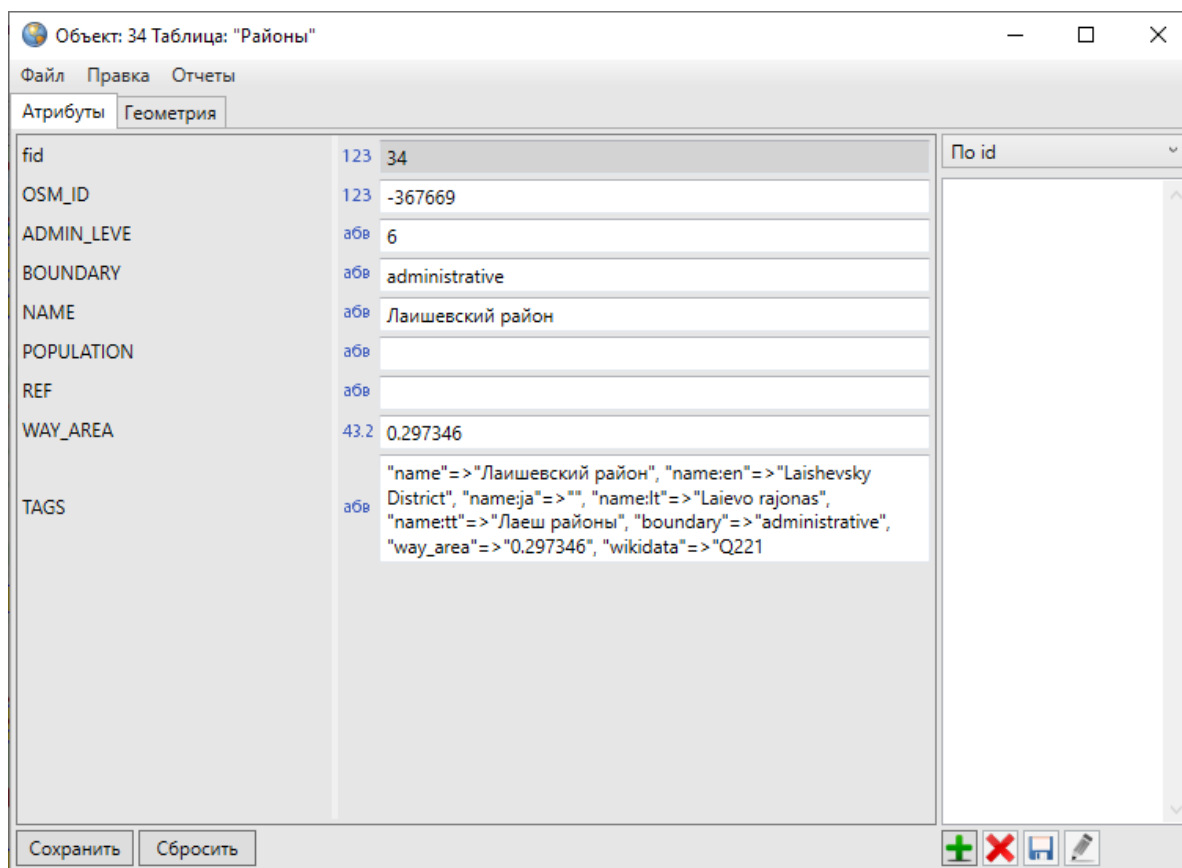 Объект: 34 Таблица: "Районы"
Файл Правка Отчеты
Атрибуты Геометрия
fid 123 34
По id
OSM_ID 123 -367669
ADMIN_LEVE абв 6
BOUNDARY абв administrative
NAME абв Лаишевский район
POPULATION абв
REF абв
WAY_AREA 43.2 0.297346
TAGS абв
"name"=>"Лаишевский район", "name:en"=>"Laishevsky
District", "name:ja"=>"", "name:lt"=>"Laievo rajonas",
"name:tt"=>"Лаеш районы", "boundary"=>"administrative",
"way_area"=>"0.297346", "wikidata"=>"Q221
Сохранить Сбросить